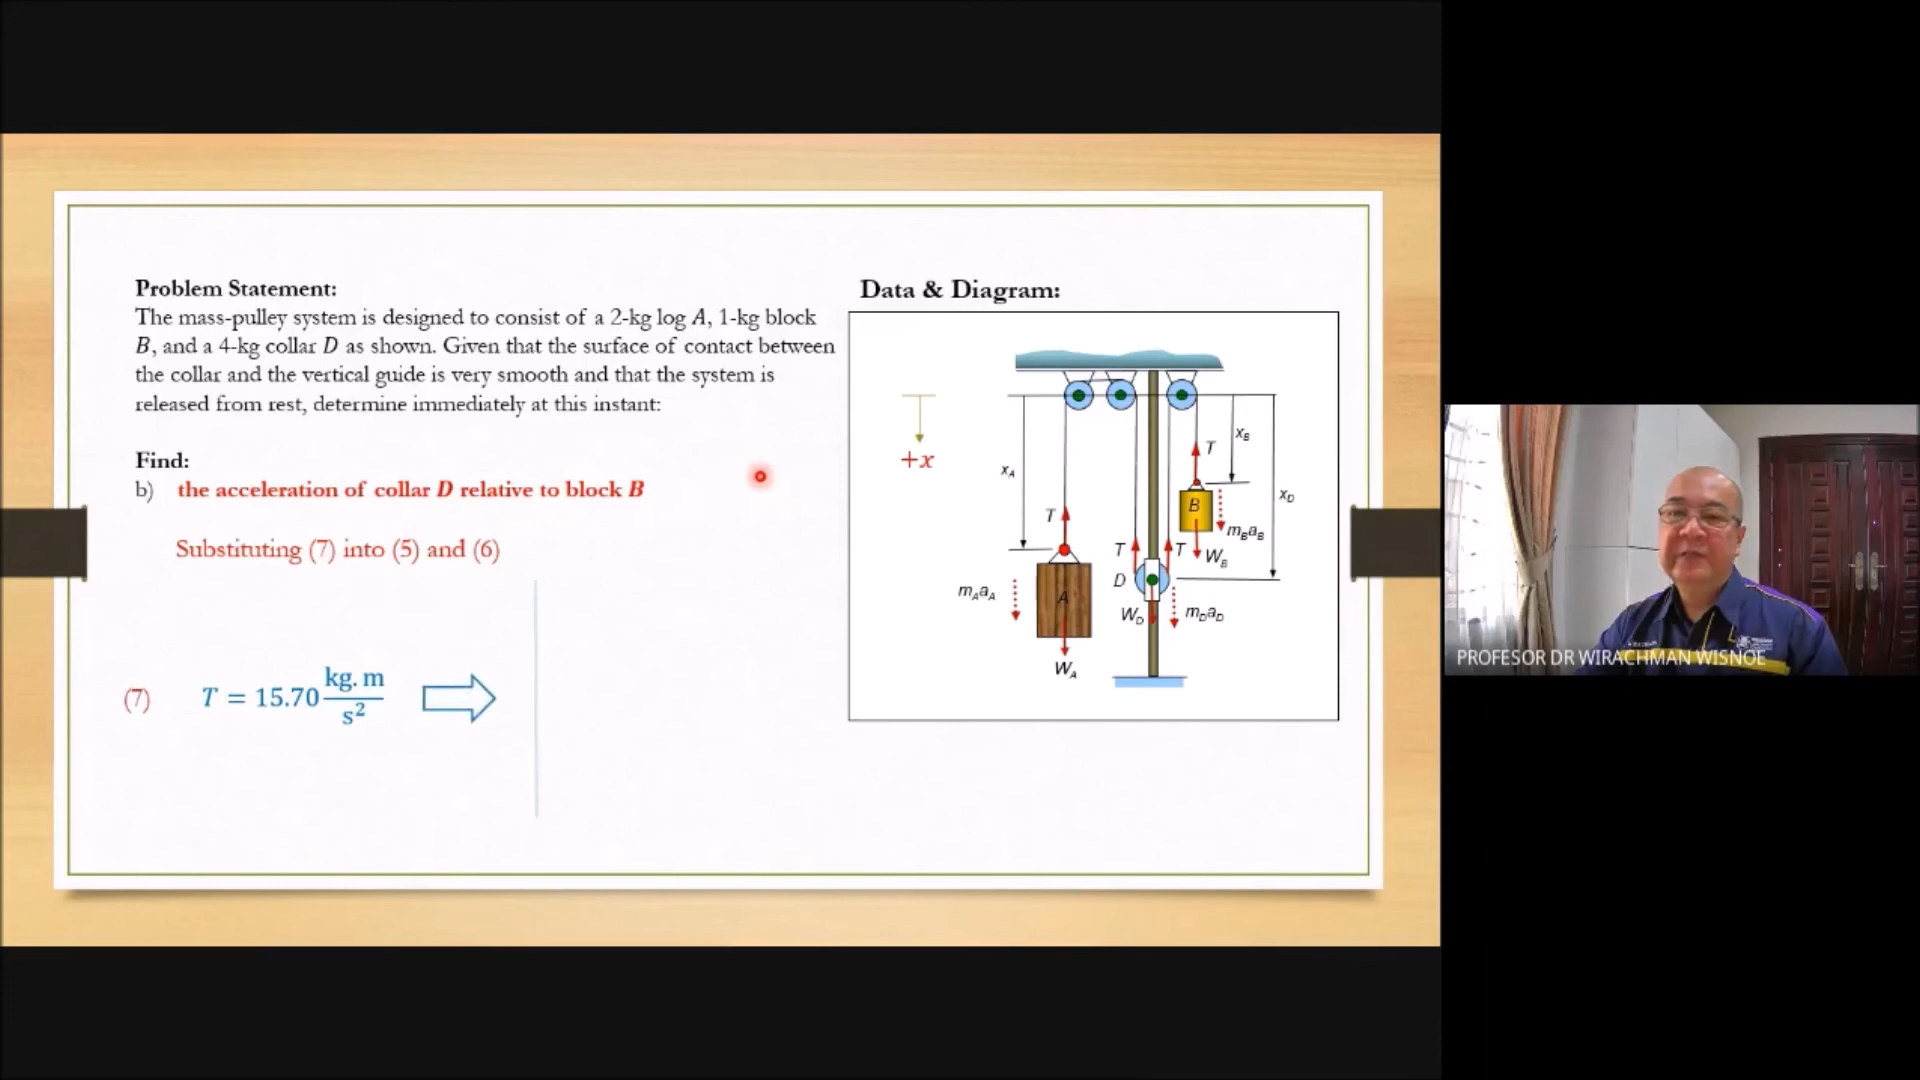 Problem Statement:
The mass-pulley system is designed to consist of a 2-kg log A, 1-kg block
B, and a 4-kg collar D as shown. Given that the surface of contact between
the collar and the vertical guide is very smooth and that the system is
released from rest, determine immediately at this instant:
Find:
b) the acceleration of collar D relative to block B
Substituting (7) into (5) and (6)
(7) T = 15.70 kg.m/s²
Data & Diagram:
+x
x_A
x_B
x_D
T
T
T
T
B
m_B a_B
W_B
D
W_D
m_D a_D
m_A a_A
A
W_A
PROFESOR DR WIRACHMAN WISNOE